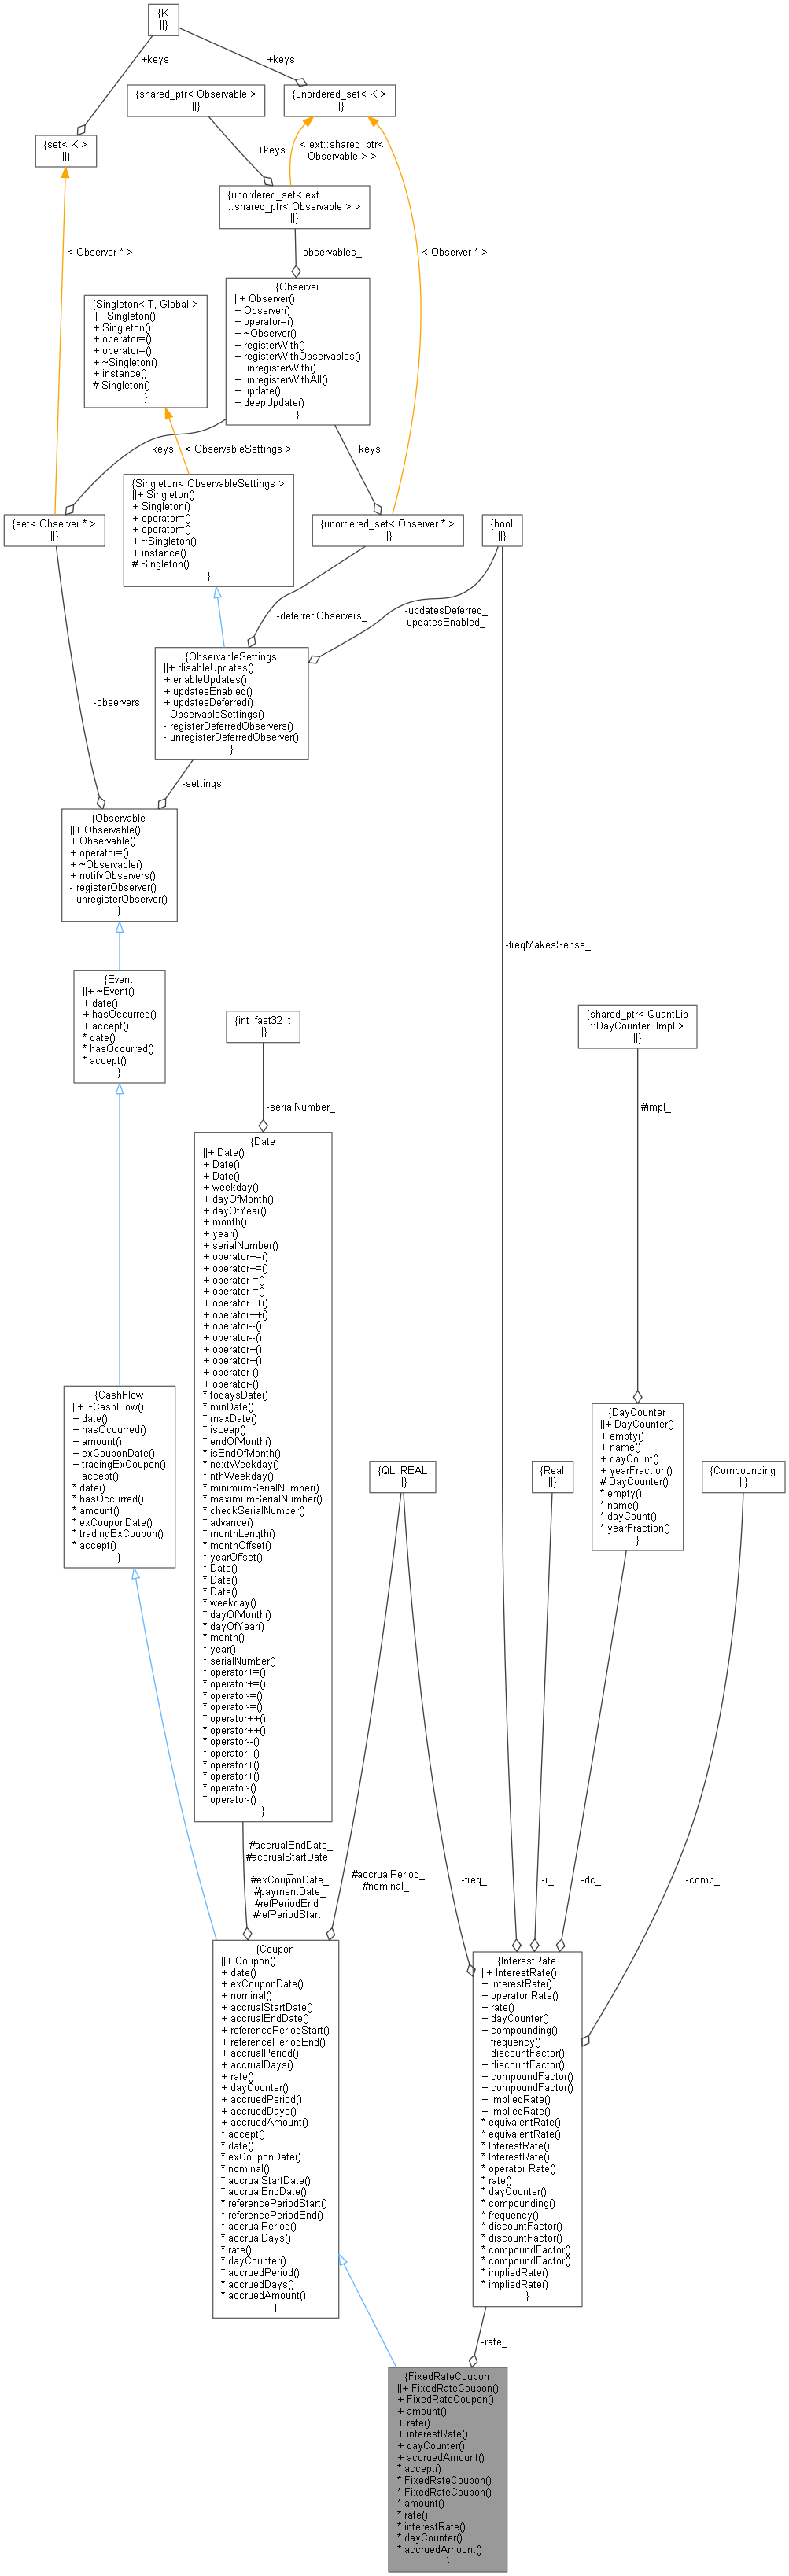 {K
||}
+keys
+keys
{shared_ptr< Observable >
||}
{unordered_set< K >
||}
{set< K >
||}
+keys
< ext::shared_ptr<
Observable > >
{unordered_set< ext
::shared_ptr< Observable > >
||}
< Observer * >
-observables_
< Observer * >
{Observer
||+ Observer()
+ Observer()
+ operator=()
+ ~Observer()
+ registerWith()
+ registerWithObservables()
+ unregisterWith()
+ unregisterWithAll()
+ update()
+ deepUpdate()
}
{Singleton< T, Global >
||+ Singleton()
+ Singleton()
+ operator=()
+ operator=()
+ ~Singleton()
+ instance()
# Singleton()
}
+keys
< ObservableSettings >
+keys
{Singleton< ObservableSettings >
||+ Singleton()
+ Singleton()
+ operator=()
+ operator=()
+ ~Singleton()
+ instance()
# Singleton()
}
{set< Observer * >
||}
{unordered_set< Observer * >
||}
{bool
||}
-deferredObservers_
-updatesDeferred_
-updatesEnabled_
{ObservableSettings
||+ disableUpdates()
+ enableUpdates()
+ updatesEnabled()
+ updatesDeferred()
- ObservableSettings()
- registerDeferredObservers()
- unregisterDeferredObserver()
}
-observers_
-settings_
{Observable
||+ Observable()
+ Observable()
+ operator=()
+ ~Observable()
+ notifyObservers()
- registerObserver()
- unregisterObserver()
}
-freqMakesSense_
{Event
||+ ~Event()
+ date()
+ hasOccurred()
+ accept()
* date()
* hasOccurred()
* accept()
}
{int_fast32_t
||}
{shared_ptr< QuantLib
::DayCounter::Impl >
||}
-serialNumber_
#impl_
{Date
||+ Date()
+ Date()
+ Date()
+ weekday()
+ dayOfMonth()
+ dayOfYear()
+ month()
+ year()
+ serialNumber()
+ operator+=()
+ operator+=()
+ operator-=()
+ operator-=()
+ operator++()
+ operator++()
+ operator--()
+ operator--()
+ operator+()
+ operator+()
+ operator-()
+ operator-()
* todaysDate()
* minDate()
* maxDate()
* isLeap()
* endOfMonth()
* isEndOfMonth()
* nextWeekday()
* nthWeekday()
* minimumSerialNumber()
* maximumSerialNumber()
* checkSerialNumber()
* advance()
* monthLength()
* monthOffset()
* yearOffset()
* Date()
* Date()
* Date()
* weekday()
* dayOfMonth()
* dayOfYear()
* month()
* year()
* serialNumber()
* operator+=()
* operator+=()
* operator-=()
* operator-=()
* operator++()
* operator++()
* operator--()
* operator--()
* operator+()
* operator+()
* operator-()
* operator-()
}
{CashFlow
||+ ~CashFlow()
+ date()
+ hasOccurred()
+ amount()
+ exCouponDate()
+ tradingExCoupon()
+ accept()
* date()
* hasOccurred()
* amount()
* exCouponDate()
* tradingExCoupon()
* accept()
}
{QL_REAL
||}
{Real
||}
{DayCounter
||+ DayCounter()
+ empty()
+ name()
+ dayCount()
+ yearFraction()
# DayCounter()
* empty()
* name()
* dayCount()
* yearFraction()
}
{Compounding
||}
#accrualEndDate_
#accrualStartDate
_
#exCouponDate_
#paymentDate_
#refPeriodEnd_
#refPeriodStart_
#accrualPeriod_
#nominal_
-freq_
-r_
-dc_
-comp_
{Coupon
||+ Coupon()
+ date()
+ exCouponDate()
+ nominal()
+ accrualStartDate()
+ accrualEndDate()
+ referencePeriodStart()
+ referencePeriodEnd()
+ accrualPeriod()
+ accrualDays()
+ rate()
+ dayCounter()
+ accruedPeriod()
+ accruedDays()
+ accruedAmount()
* accept()
* date()
* exCouponDate()
* nominal()
* accrualStartDate()
* accrualEndDate()
* referencePeriodStart()
* referencePeriodEnd()
* accrualPeriod()
* accrualDays()
* rate()
* dayCounter()
* accruedPeriod()
* accruedDays()
* accruedAmount()
}
{InterestRate
||+ InterestRate()
+ InterestRate()
+ operator Rate()
+ rate()
+ dayCounter()
+ compounding()
+ frequency()
+ discountFactor()
+ discountFactor()
+ compoundFactor()
+ compoundFactor()
+ impliedRate()
+ impliedRate()
* equivalentRate()
* equivalentRate()
* InterestRate()
* InterestRate()
* operator Rate()
* rate()
* dayCounter()
* compounding()
* frequency()
* discountFactor()
* discountFactor()
* compoundFactor()
* compoundFactor()
* impliedRate()
* impliedRate()
}
-rate_
{FixedRateCoupon
||+ FixedRateCoupon()
+ FixedRateCoupon()
+ amount()
+ rate()
+ interestRate()
+ dayCounter()
+ accruedAmount()
* accept()
* FixedRateCoupon()
* FixedRateCoupon()
* amount()
* rate()
* interestRate()
* dayCounter()
* accruedAmount()
}